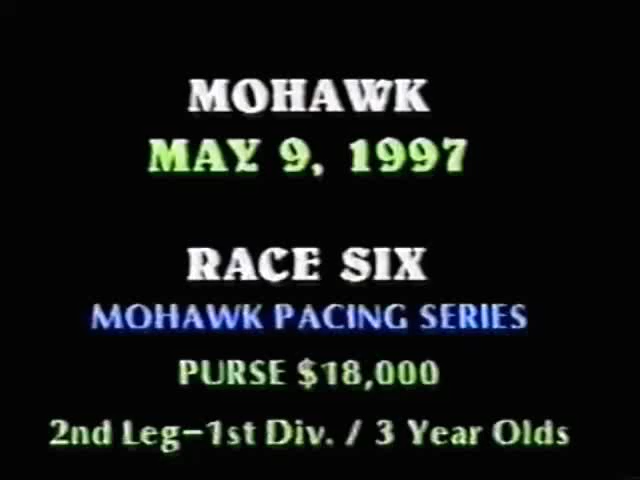 MOHAWK
MAY 9, 1997
RACE SIX
MOHAWK PACING SERIES
PURSE $18,000
2nd Leg-1st Div. / 3 Year Olds